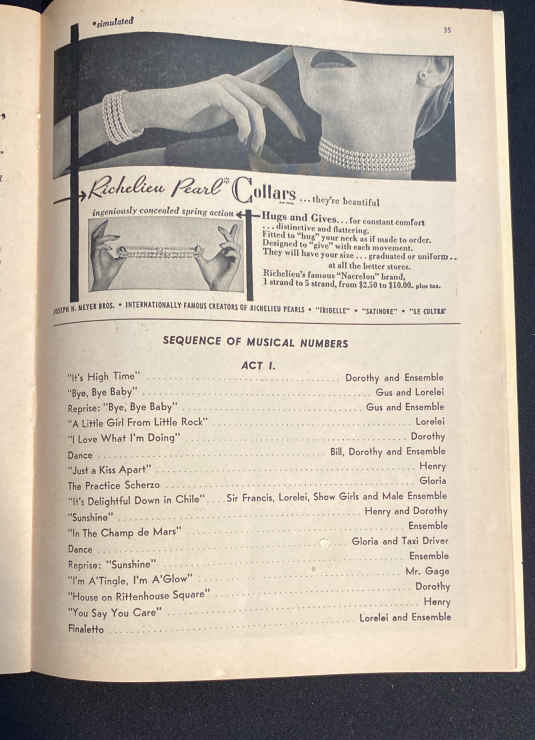 *simulated
35
Richelieu Pearl* Collars ...they're beautiful
ingeniously concealed spring action
Hugs and Gives...for constant comfort
...distinctive and flattering.
Fitted to "hug" your neck as if made to order.
Designed to "give" with each movement.
They will have your size...graduated or uniform..
at all the better stores.
Richelieu's famous "Nacrelon" brand,
1 strand to 5 strand, from $2.50 to $10.00. plus tax.
JOSEPH H. MEYER BROS. • INTERNATIONALLY FAMOUS CREATORS OF RICHELIEU PEARLS • "IRIDELLE" • "SATINORE" • "LE CULTRA"
SEQUENCE OF MUSICAL NUMBERS
ACT I.
"It's High Time" Dorothy and Ensemble
"Bye, Bye Baby" Gus and Lorelei
Reprise: "Bye, Bye Baby" Gus and Ensemble
"A Little Girl From Little Rock" Lorelei
"I Love What I'm Doing" Dorothy
Dance Bill, Dorothy and Ensemble
"Just a Kiss Apart" Henry
The Practice Scherzo Gloria
"It's Delightful Down in Chile" Sir Francis, Lorelei, Show Girls and Male Ensemble
"Sunshine" Henry and Dorothy
"In The Champ de Mars" Ensemble
Dance Gloria and Taxi Driver
Reprise: "Sunshine" Ensemble
"I'm A'Tingle, I'm A'Glow" Mr. Gage
"House on Rittenhouse Square" Dorothy
"You Say You Care" Henry
Finaletto Lorelei and Ensemble